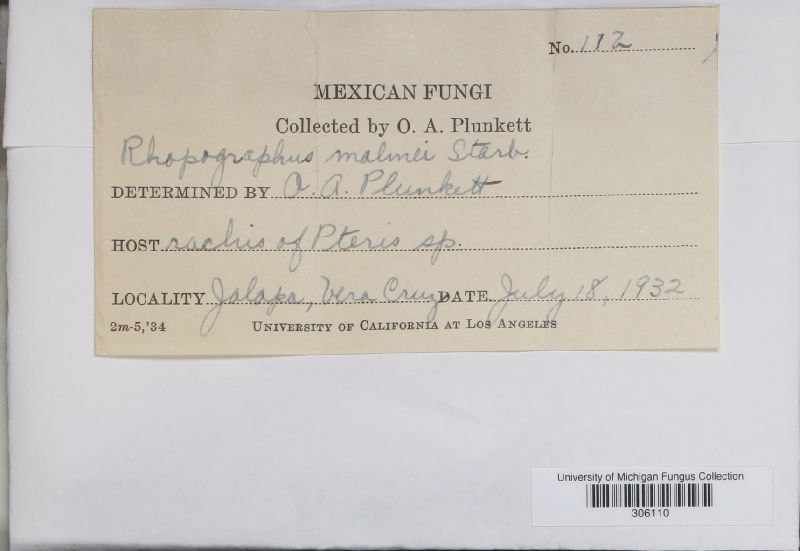 No. 112
MEXICAN FUNGI
Collected by O. A. Plunkett
Rhopographus malmei Starb.
DETERMINED BY O. A. Plunkett
HOST rachis of Pteris sp.
LOCALITY Jalapa, Vera Cruz DATE July 18, 1932
2m-5,'34 UNIVERSITY OF CALIFORNIA AT LOS ANGELES
University of Michigan Fungus Collection
306110